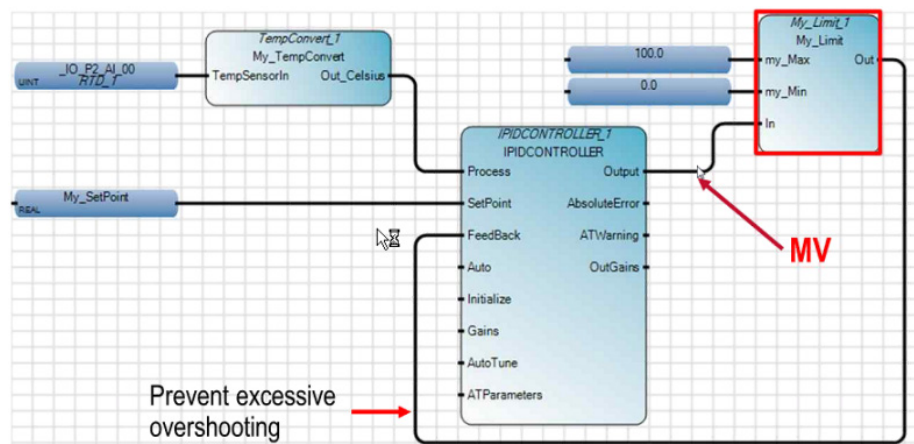 TempConvert_1
My_TempConvert
TempSensorIn
Out_Celsius
_IO_P2_AI_00
UINT
RTD_1
My_Limit_1
My_Limit
my_Max
Out
my_Min
In
100.0
0.0
IPIDCONTROLLER_1
IPIDCONTROLLER
Process
Output
SetPoint
AbsoluteError
FeedBack
ATWarning
Auto
OutGains
Initialize
Gains
AutoTune
ATParameters
My_SetPoint
REAL
MV
Prevent excessive
overshooting